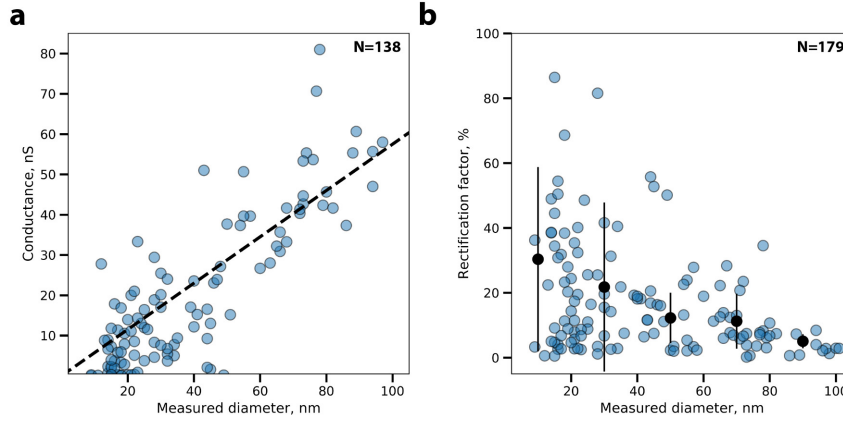 a
N=138
80
70
60
50
40
30
20
10
Conductance, nS
20 40 60 80 100
Measured diameter, nm
b
N=179
100
80
60
40
20
0
Rectification factor, %
20 40 60 80 100
Measured diameter, nm